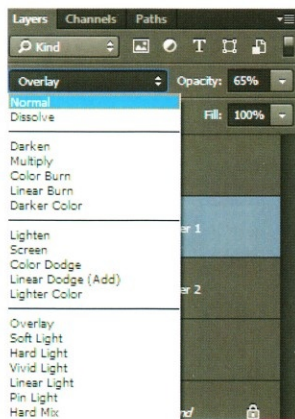 Layers Channels Paths
Kind
Overlay Opacity: 65%
Normal
Dissolve Fill: 100%
Darken
Multiply
Color Burn
Linear Burn
Darker Color
Lighten
Screen
Color Dodge
Linear Dodge (Add)
Lighter Color
Overlay
Soft Light
Hard Light
Vivid Light
Linear Light
Pin Light
Hard Mix
er 1
er 2
nd